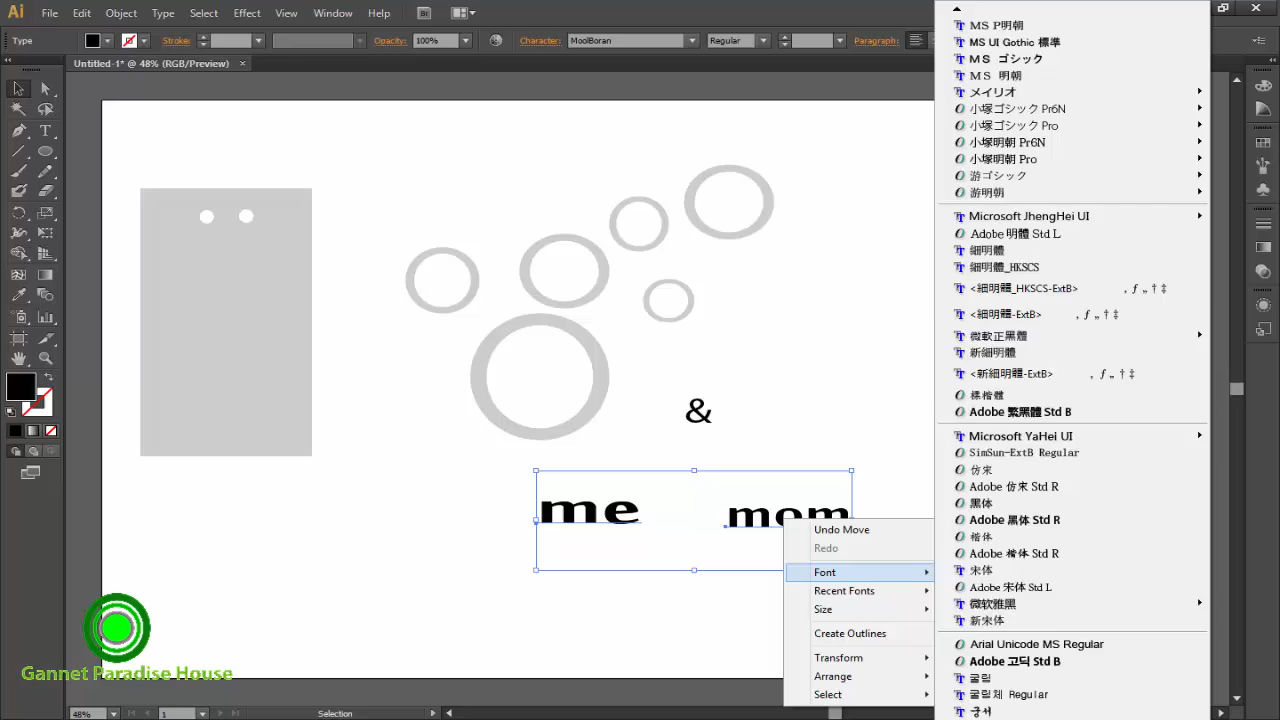 Ai File Edit Object Type Select Effect View Window Help Br
Type Stroke: Opacity: 100% Character: MoolBoran Regular Paragraph:
Untitled-1* @ 48% (RGB/Preview) ×
&
me mom
Undo Move
Redo
Font
Recent Fonts
Size
Create Outlines
Transform
Arrange
Select
MS P明朝
MS UI Gothic 標準
ＭＳ ゴシック
ＭＳ 明朝
メイリオ
小塚ゴシック Pr6N
小塚ゴシック Pro
小塚明朝 Pr6N
小塚明朝 Pro
游ゴシック
游明朝
Microsoft JhengHei UI
Adobe 明體 Std L
細明體
細明體_HKSCS
<細明體_HKSCS-ExtB> ‚ ƒ „ † ‡
<細明體-ExtB> ‚ ƒ „ † ‡
微軟正黑體
新細明體
<新細明體-ExtB> ‚ ƒ „ † ‡
標楷體
Adobe 繁黑體 Std B
Microsoft YaHei UI
SimSun-ExtB Regular
仿宋
Adobe 仿宋 Std R
黑体
Adobe 黑体 Std R
楷体
Adobe 楷体 Std R
宋体
Adobe 宋体 Std L
微软雅黑
新宋体
Arial Unicode MS Regular
Adobe 고딕 Std B
굴림
굴림체 Regular
궁서
Gannet Paradise House
48% 1 Selection